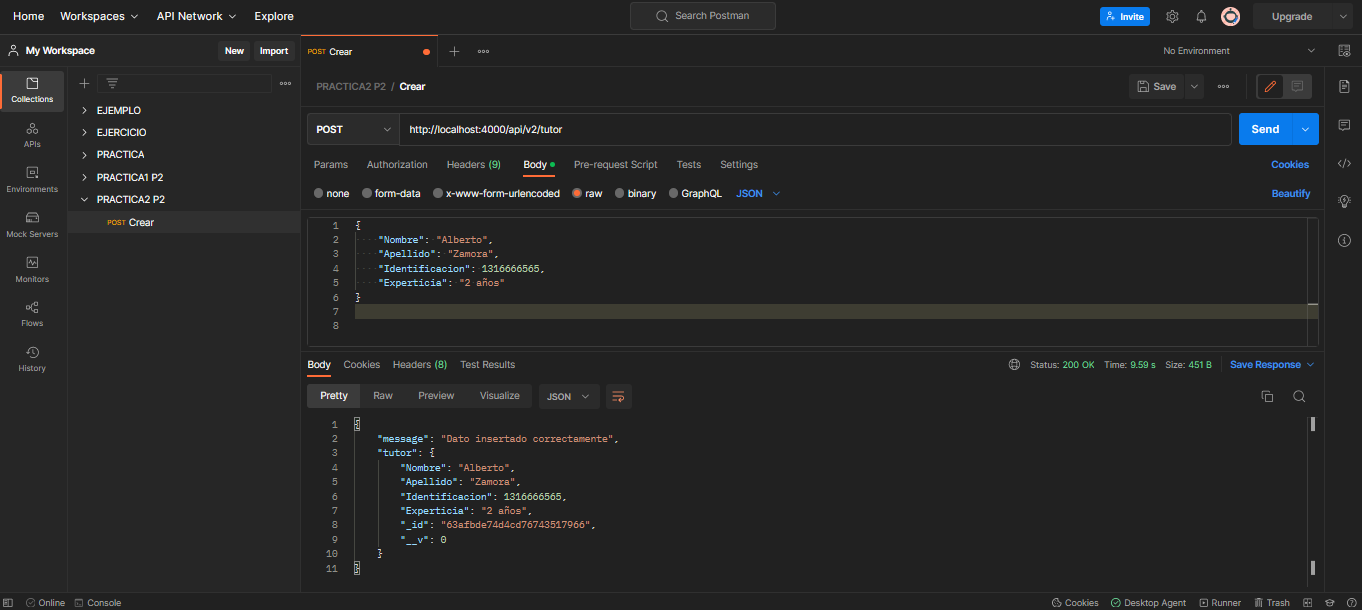 Home Workspaces API Network Explore Search Postman Invite Upgrade
My Workspace New Import POST Crear No Environment
Collections
APIs
Environments
Mock Servers
Monitors
Flows
History
EJEMPLO
EJERCICIO
PRACTICA
PRACTICA1 P2
PRACTICA2 P2
POST Crear
PRACTICA2 P2 / Crear Save
POST http://localhost:4000/api/v2/tutor Send
Params Authorization Headers (9) Body Pre-request Script Tests Settings Cookies
none form-data x-www-form-urlencoded raw binary GraphQL JSON Beautify
1 {
2 "Nombre": "Alberto",
3 "Apellido": "Zamora",
4 "Identificacion": 1316666565,
5 "Experticia": "2 años"
6 }
7
8
Body Cookies Headers (8) Test Results Status: 200 OK Time: 9.59 s Size: 451 B Save Response
Pretty Raw Preview Visualize JSON
1 {
2 "message": "Dato insertado correctamente",
3 "tutor": {
4 "Nombre": "Alberto",
5 "Apellido": "Zamora",
6 "Identificacion": 1316666565,
7 "Experticia": "2 años",
8 "_id": "63afbde74d4cd76743517966",
9 "__v": 0
10 }
11 }
Online Console Cookies Desktop Agent Runner Trash